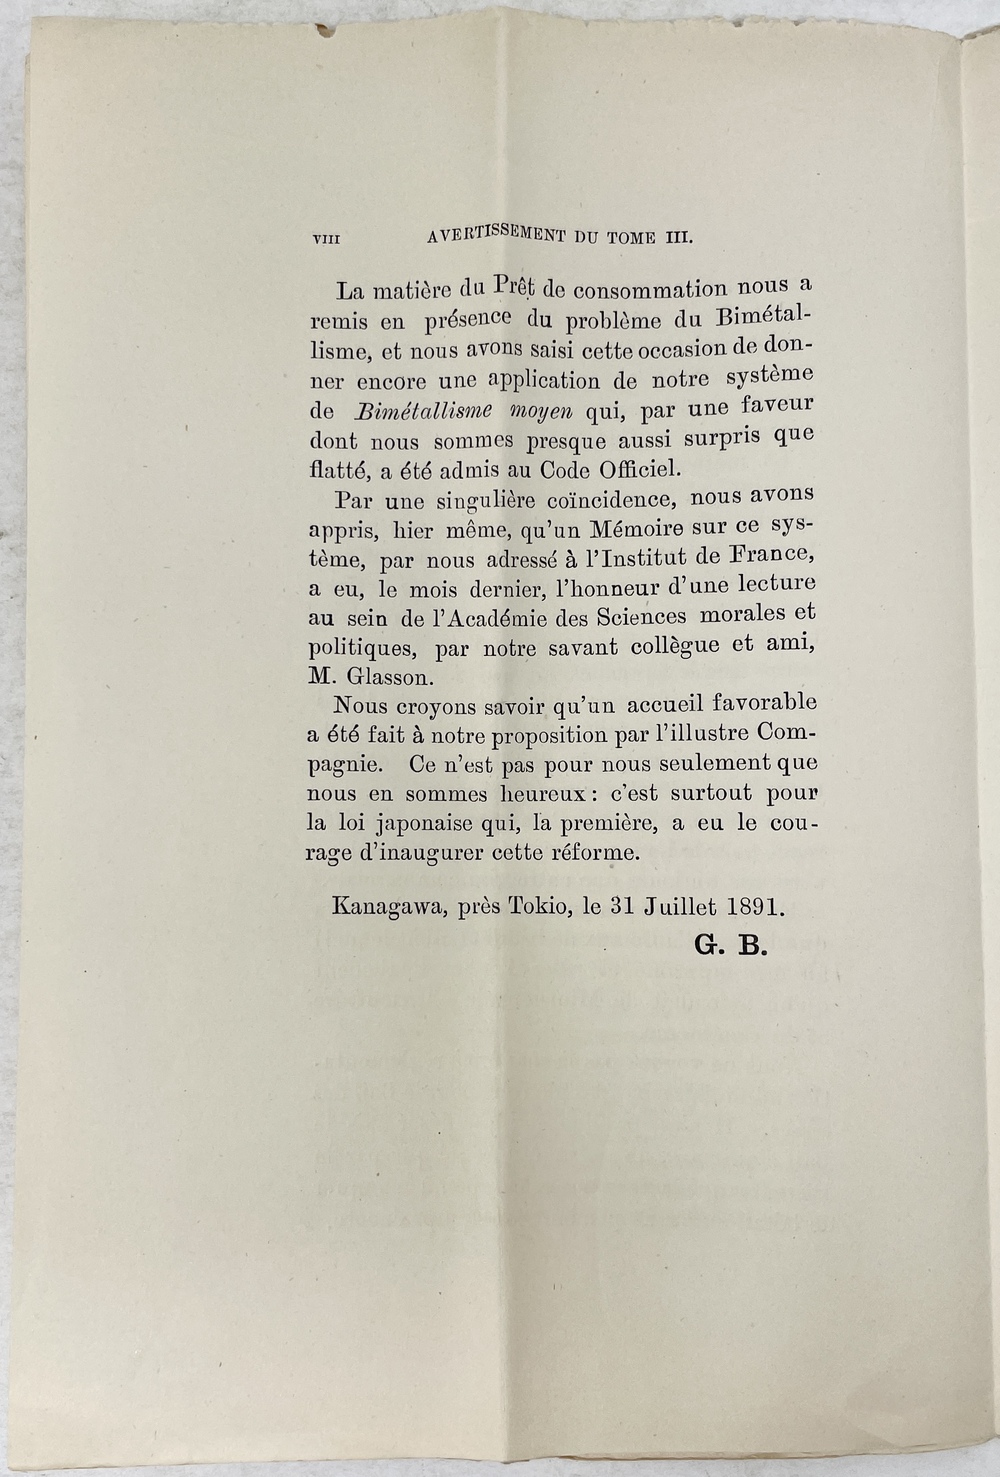 VIII AVERTISSEMENT DU TOME III.
La matière du Prêt de consommation nous a
remis en présence du problème du Bimétal-
lisme, et nous avons saisi cette occasion de don-
ner encore une application de notre système
de Bimétallisme moyen qui, par une faveur
dont nous sommes presque aussi surpris que
flatté, a été admis au Code Officiel.
Par une singulière coïncidence, nous avons
appris, hier même, qu'un Mémoire sur ce sys-
tème, par nous adressé à l'Institut de France,
a eu, le mois dernier, l'honneur d'une lecture
au sein de l'Académie des Sciences morales et
politiques, par notre savant collègue et ami,
M. Glasson.
Nous croyons savoir qu'un accueil favorable
a été fait à notre proposition par l'illustre Com-
pagnie. Ce n'est pas pour nous seulement que
nous en sommes heureux : c'est surtout pour
la loi japonaise qui, la première, a eu le cou-
rage d'inaugurer cette réforme.
Kanagawa, près Tokio, le 31 Juillet 1891.
G. B.